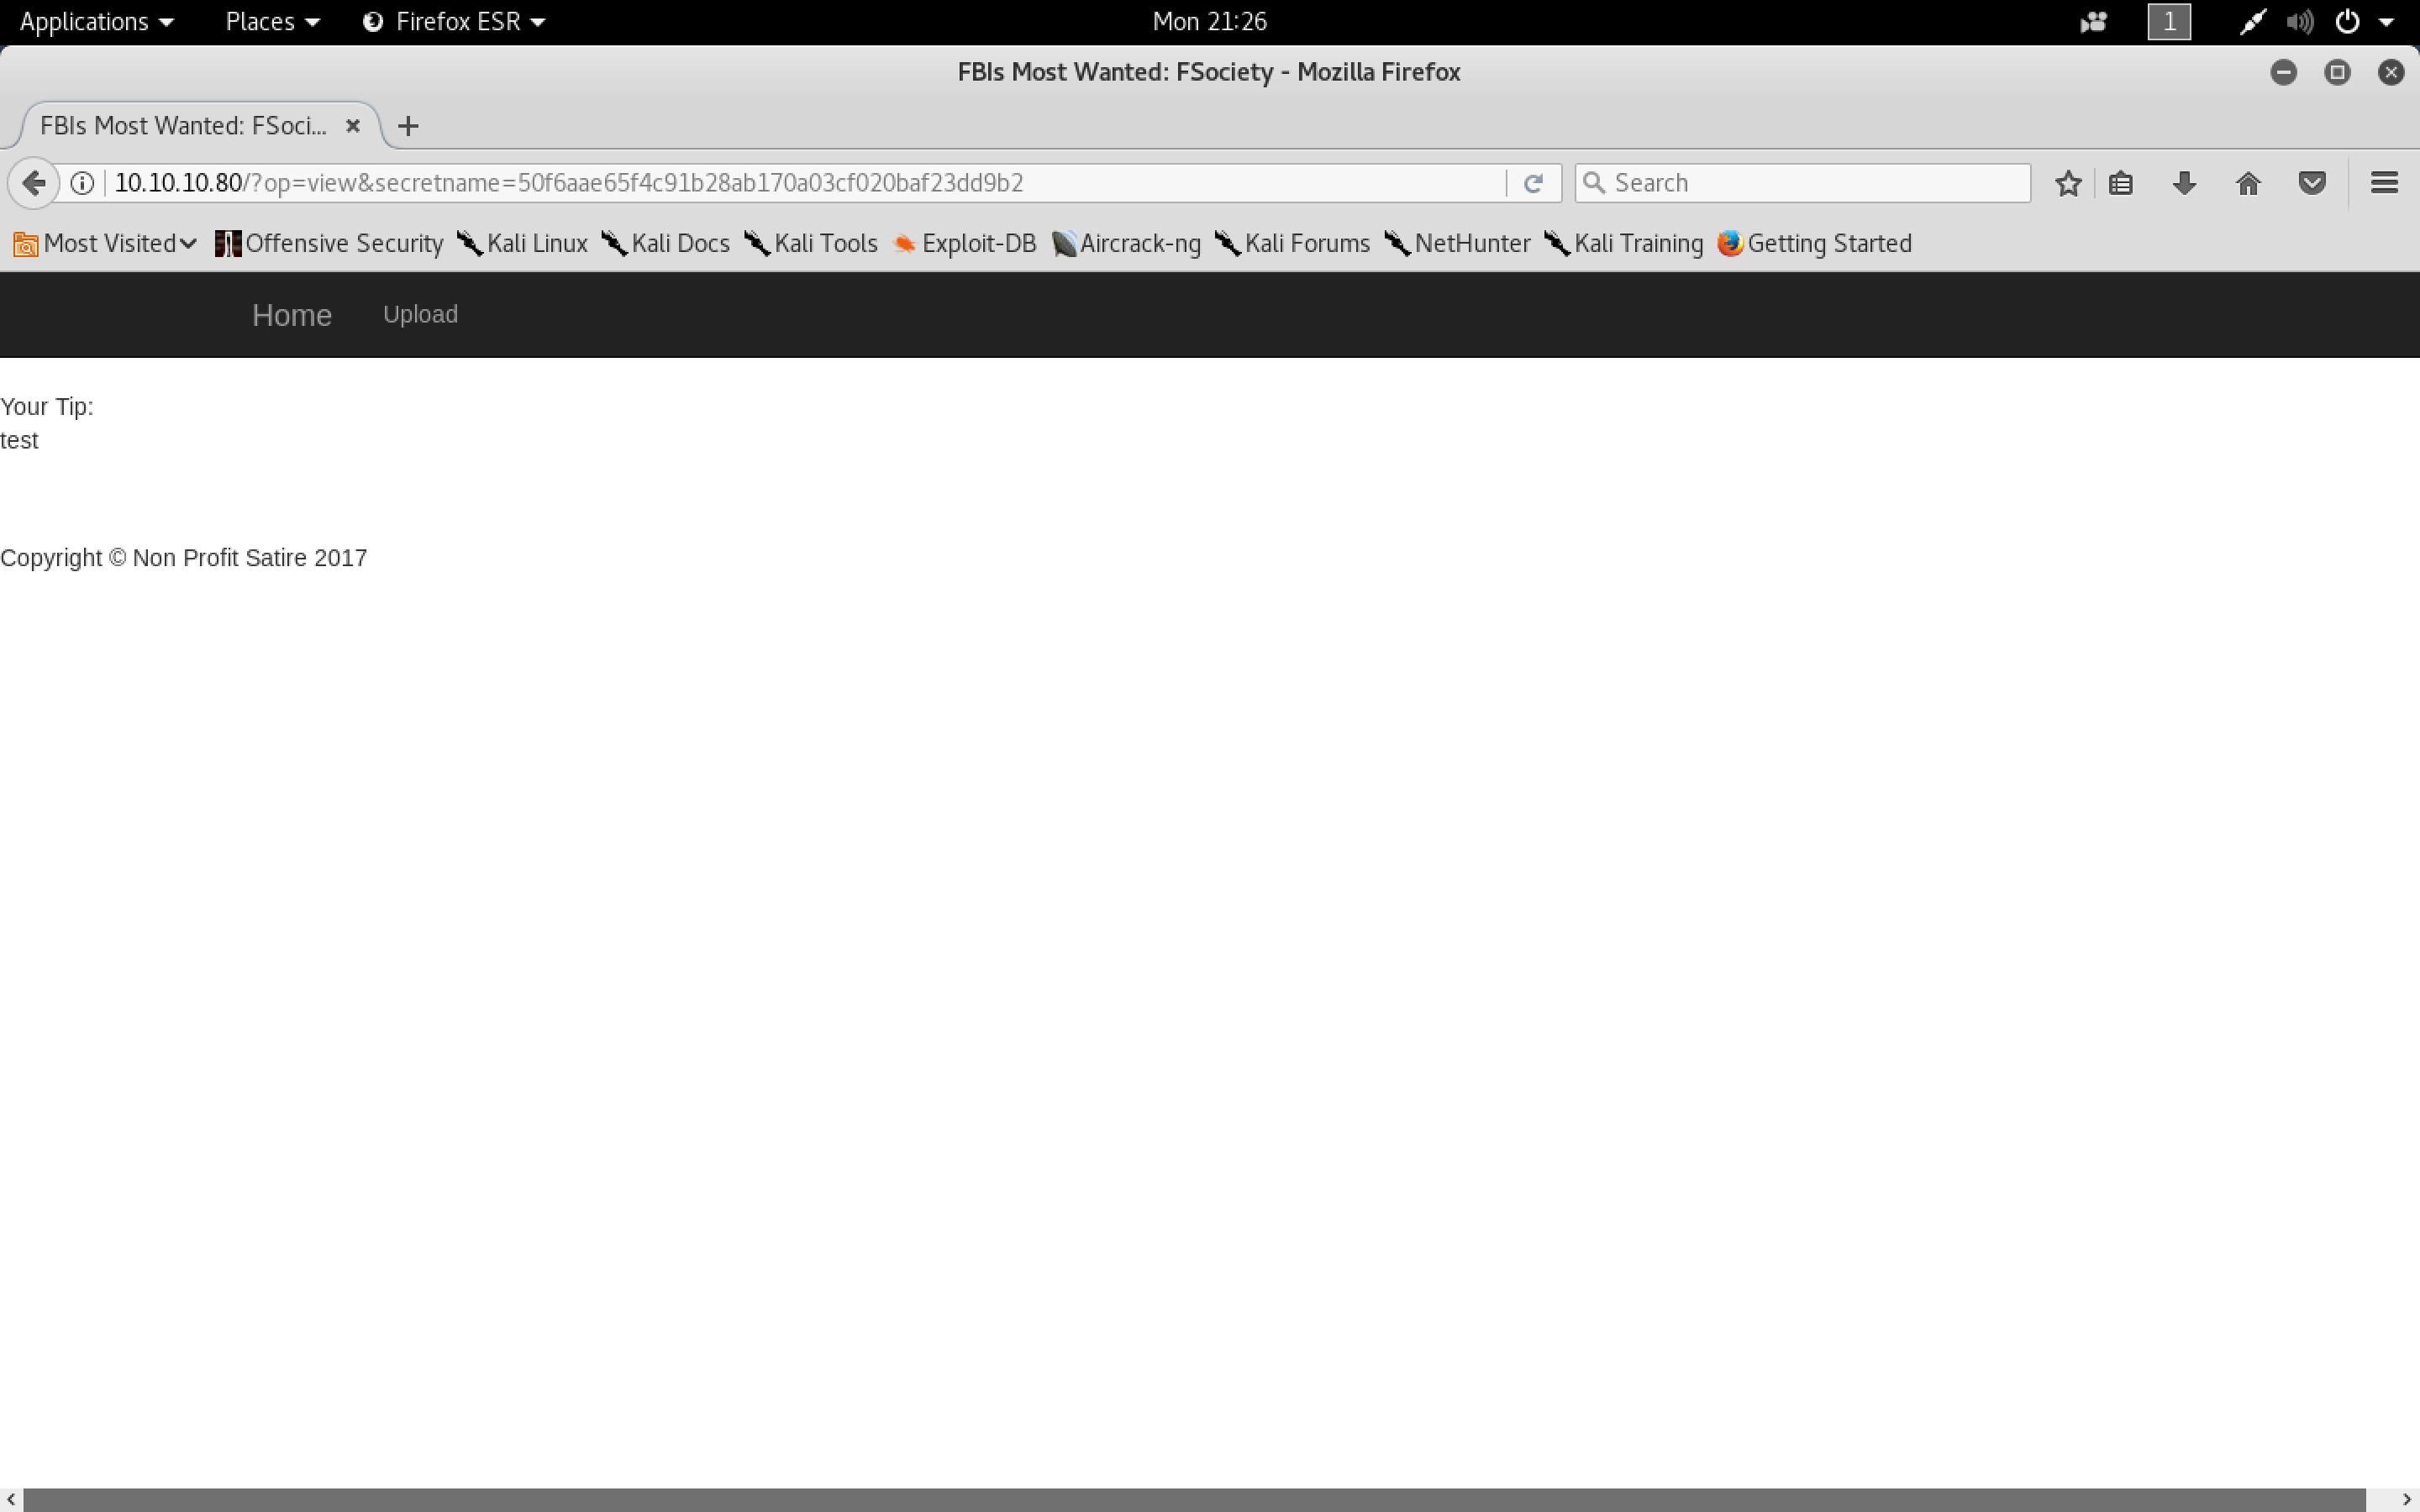 Applications Places Firefox ESR Mon 21:26 1
FBIs Most Wanted: FSociety - Mozilla Firefox
FBIs Most Wanted: FSoci...
10.10.10.80/?op=view&secretname=50f6aae65f4c91b28ab170a03cf020baf23dd9b2 Search
Most Visited Offensive Security Kali Linux Kali Docs Kali Tools Exploit-DB Aircrack-ng Kali Forums NetHunter Kali Training Getting Started
Home Upload
Your Tip:
test
Copyright © Non Profit Satire 2017